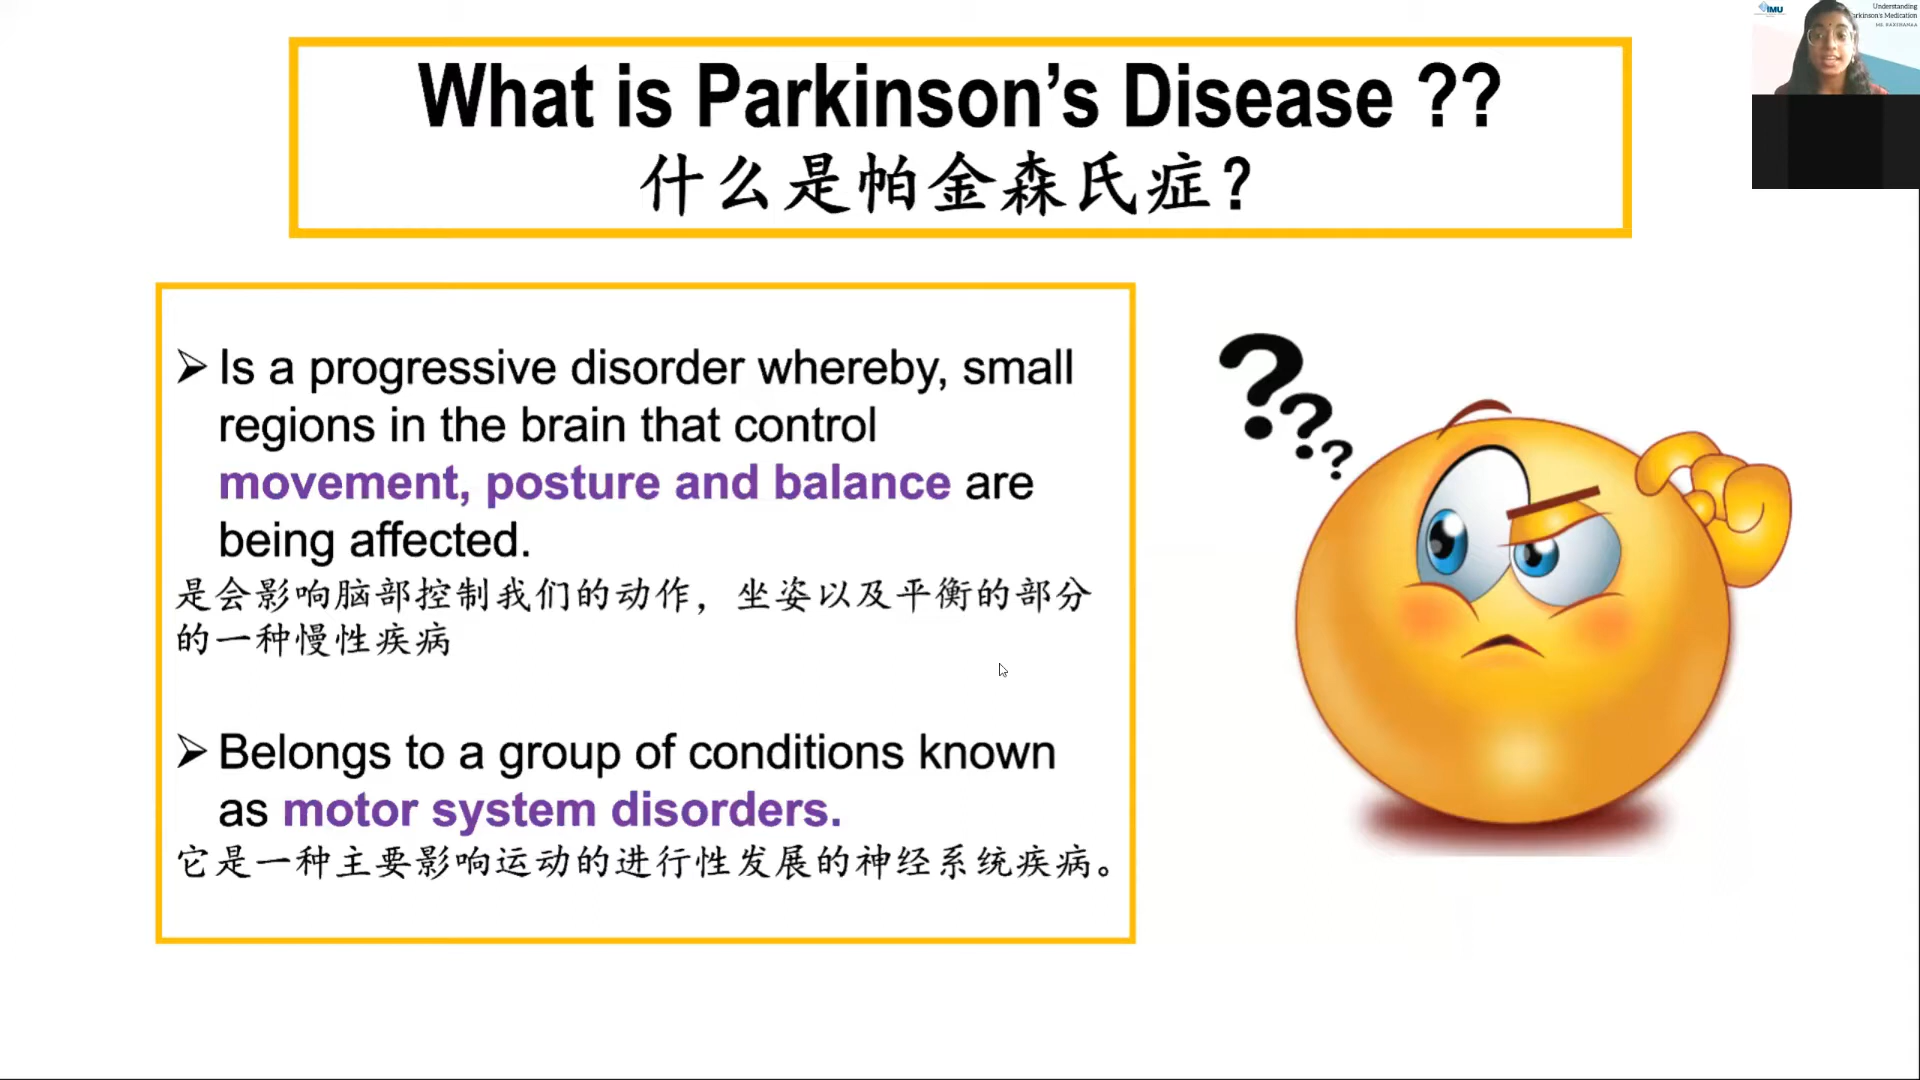 What is Parkinson’s Disease ??
什么是帕金森氏症?
➢ Is a progressive disorder whereby, small
regions in the brain that control
movement, posture and balance are
being affected.
是会影响脑部控制我们的动作，坐姿以及平衡的部分
的一种慢性疾病
➢ Belongs to a group of conditions known
as motor system disorders.
它是一种主要影响运动的进行性发展的神经系统疾病。
? ? ?
IMU
Understanding
arkinson's Medication